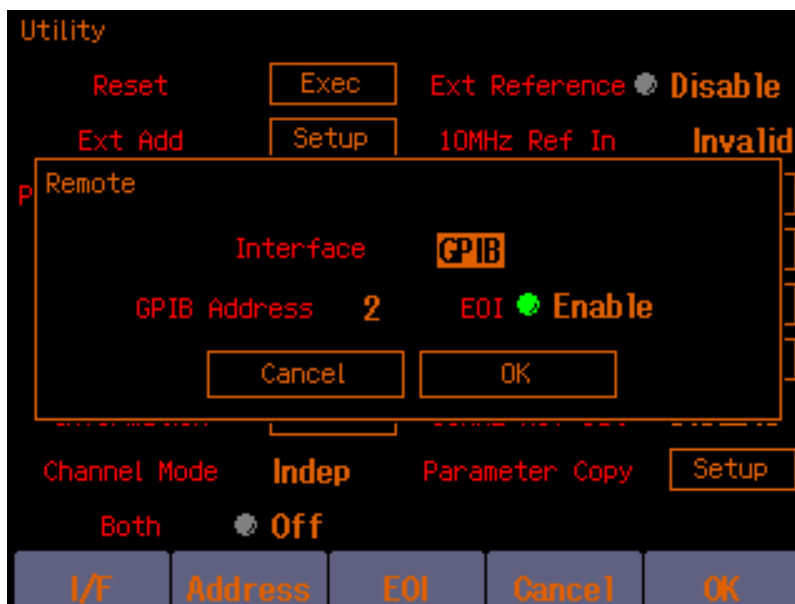 Utility
Reset Exec Ext Reference Disable
Ext Add Setup 10MHz Ref In Invalid
P
Remote
Interface GPIB
GPIB Address 2 EOI Enable
Cancel OK
Channel Mode Indep Parameter Copy Setup
Both Off
I/F Address EOI Cancel OK